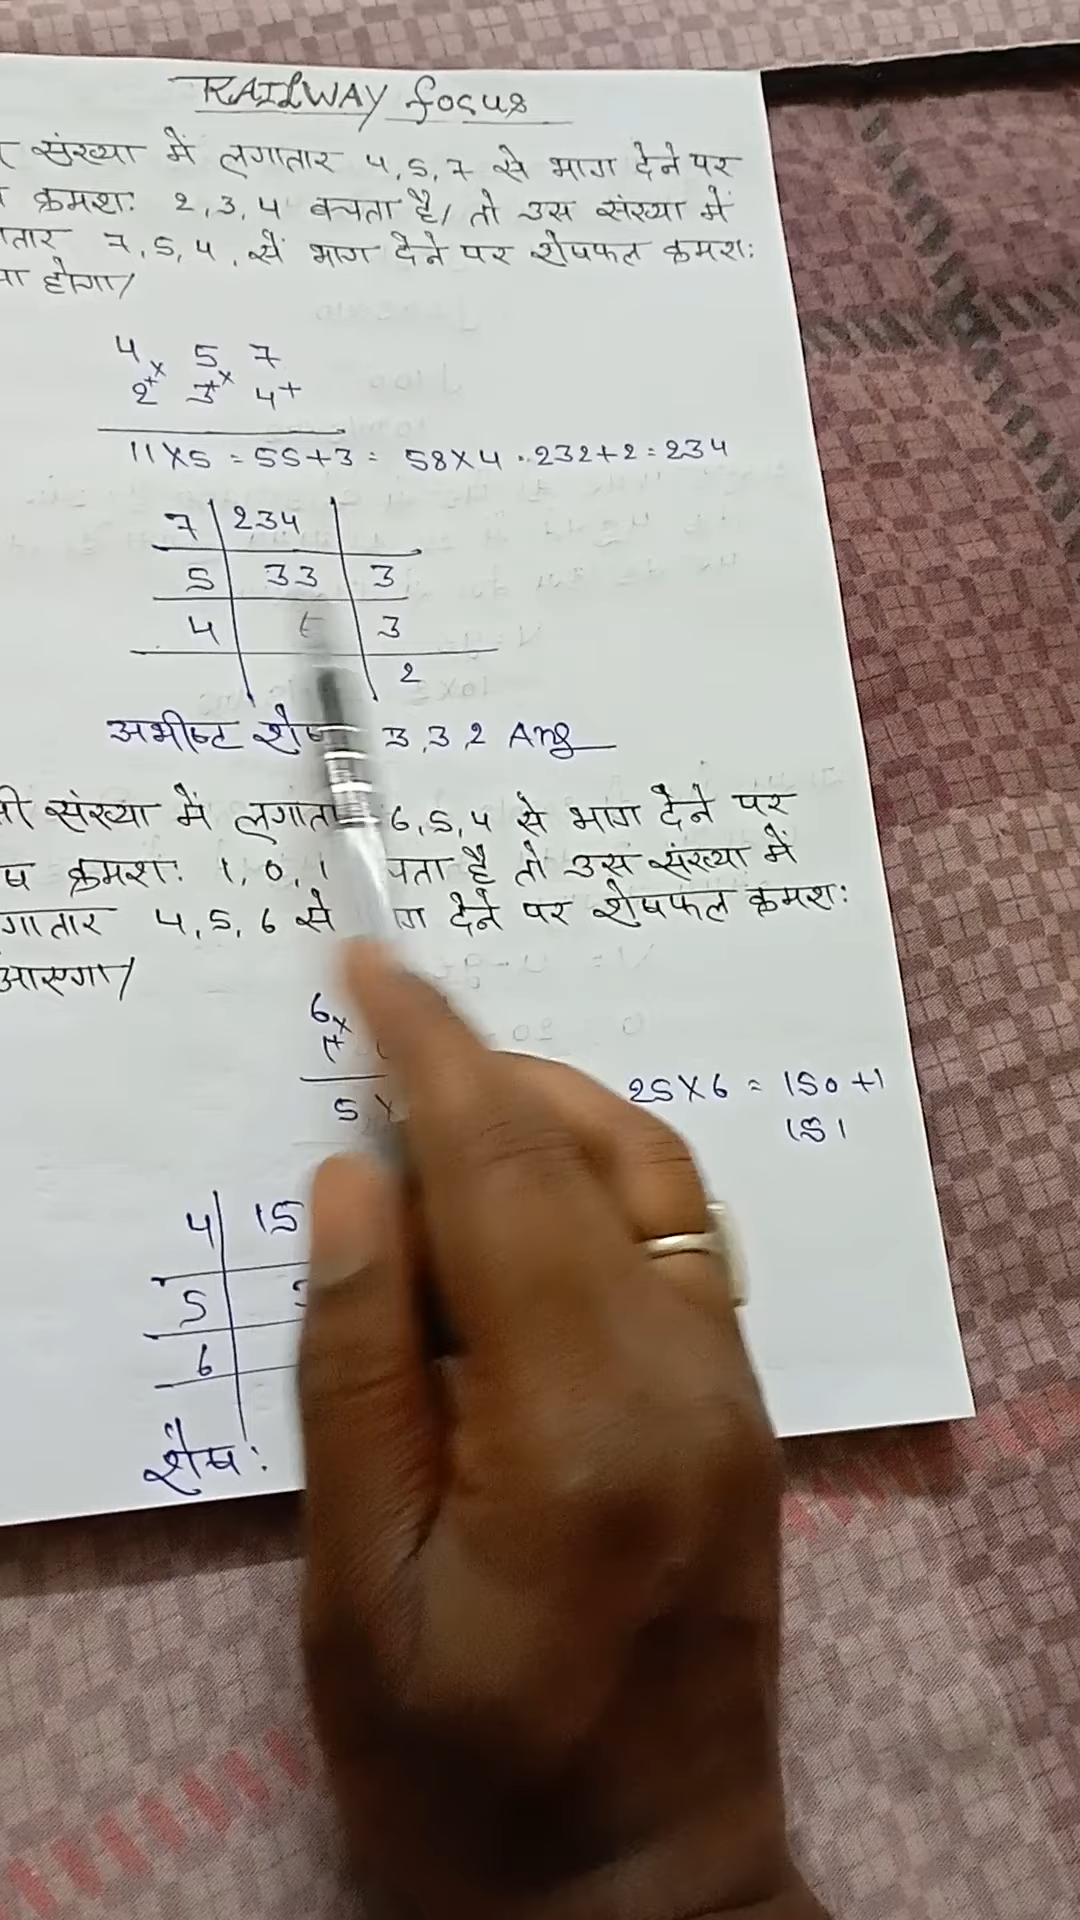 RAILWAY focus
संख्या में लगातार 4, 5, 7 से भाग देने पर
क्रमश: 2, 3, 4 बचता है/ तो उस संख्या में
7, 5, 4, से भाग देने पर शेषफल क्रमश:
होगा/
4 x 5 x 7
2+ 3+ 4+
11 X 5 = 55 + 3 = 58 X 4 . 232 + 2 = 234
7 234
5 33 3
4 3
2
अभीष्ट 3, 3, 2 Ans
संख्या में 6, 5, 4 से भाग देने पर
क्रमश: 1, 0, 1 है तो उस संख्या में
4, 5, 6 से देने पर शेषफल क्रमश:
आएगा/
6 x
1+
5 X 25 X 6 = 150 + 1
151
4 15
5
6
शेष :